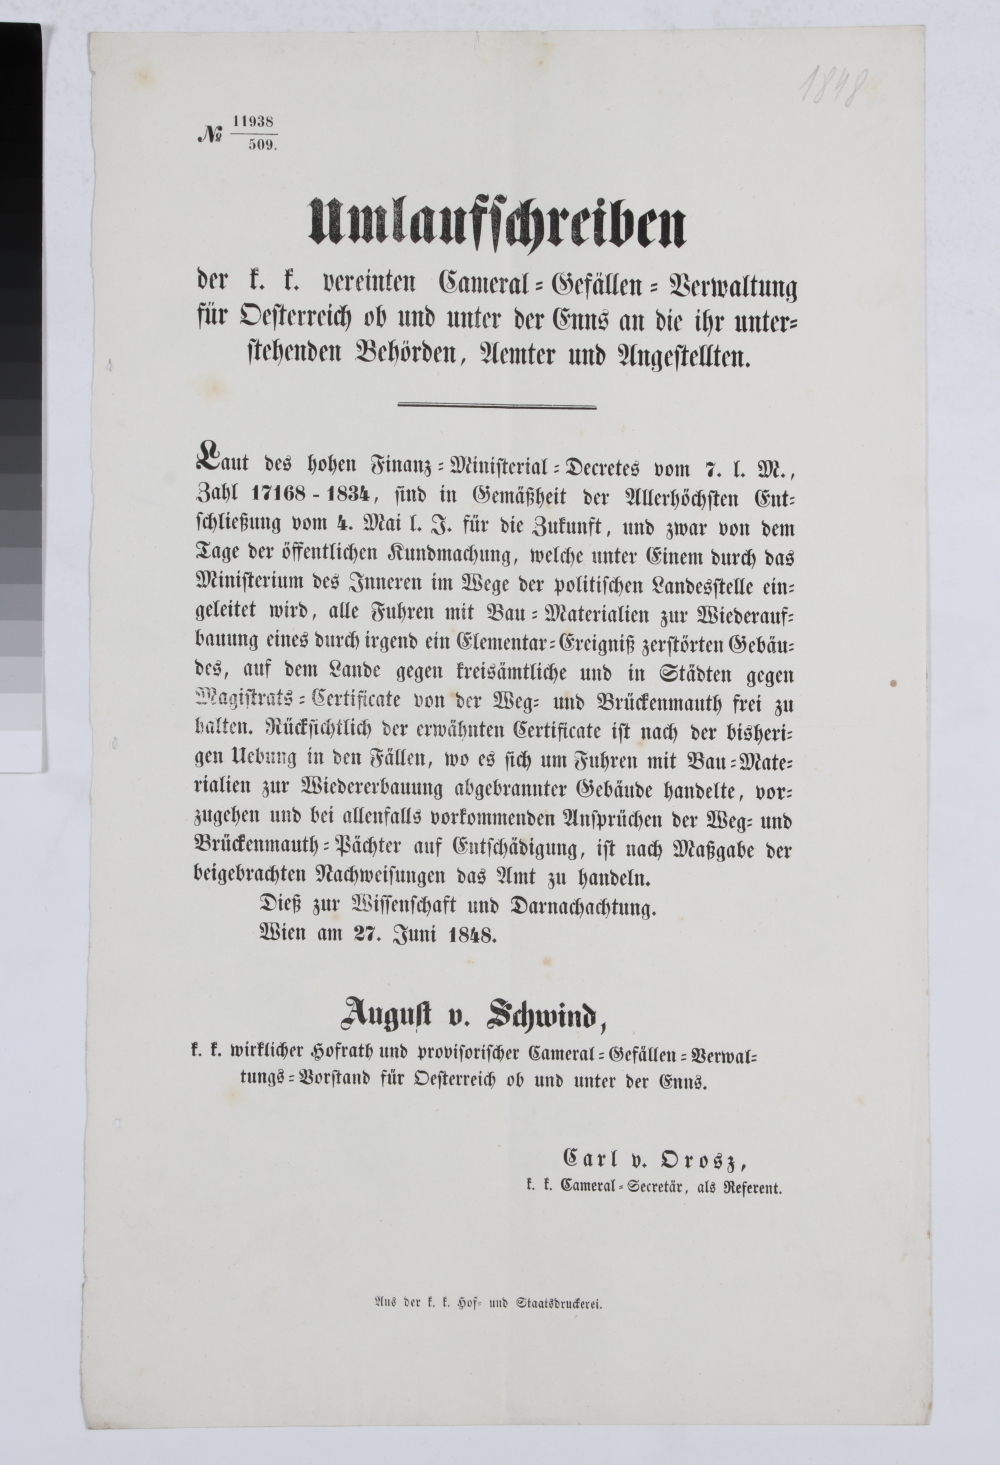 1848
№ 11938
509.
Umlaufschreiben
der k. k. vereinten Cameral-Gefällen-Verwaltung
für Oesterreich ob und unter der Enns an die ihr unter-
stehenden Behörden, Aemter und Angestellten.
Laut des hohen Finanz-Ministerial-Decretes vom 7. l. M.,
Zahl 17168-1834, sind in Gemäßheit der Allerhöchsten Ent-
schließung vom 4. Mai l. J. für die Zukunft, und zwar von dem
Tage der öffentlichen Kundmachung, welche unter Einem durch das
Ministerium des Inneren im Wege der politischen Landesstelle ein-
geleitet wird, alle Fuhren mit Bau-Materialien zur Wiederauf-
bauung eines durch irgend ein Elementar-Ereigniß zerstörten Gebäu-
des, auf dem Lande gegen kreisämtliche und in Städten gegen
Magistrats-Certificate von der Weg- und Brückenmauth frei zu
halten. Rücksichtlich der erwähnten Certificate ist nach der bisheri-
gen Uebung in den Fällen, wo es sich um Fuhren mit Bau-Mate-
rialien zur Wiedererbauung abgebrannter Gebäude handelte, vor-
zugehen und bei allenfalls vorkommenden Ansprüchen der Weg- und
Brückenmauth-Pächter auf Entschädigung, ist nach Maßgabe der
beigebrachten Nachweisungen das Amt zu handeln.
Dieß zur Wissenschaft und Darnachachtung.
Wien am 27. Juni 1848.
August v. Schwind,
k. k. wirklicher Hofrath und provisorischer Cameral-Gefällen-Verwal-
tungs-Vorstand für Oesterreich ob und unter der Enns.
Carl v. Orosz,
k. k. Cameral-Secretär, als Referent.
Aus der k. k. Hof- und Staatsdruckerei.